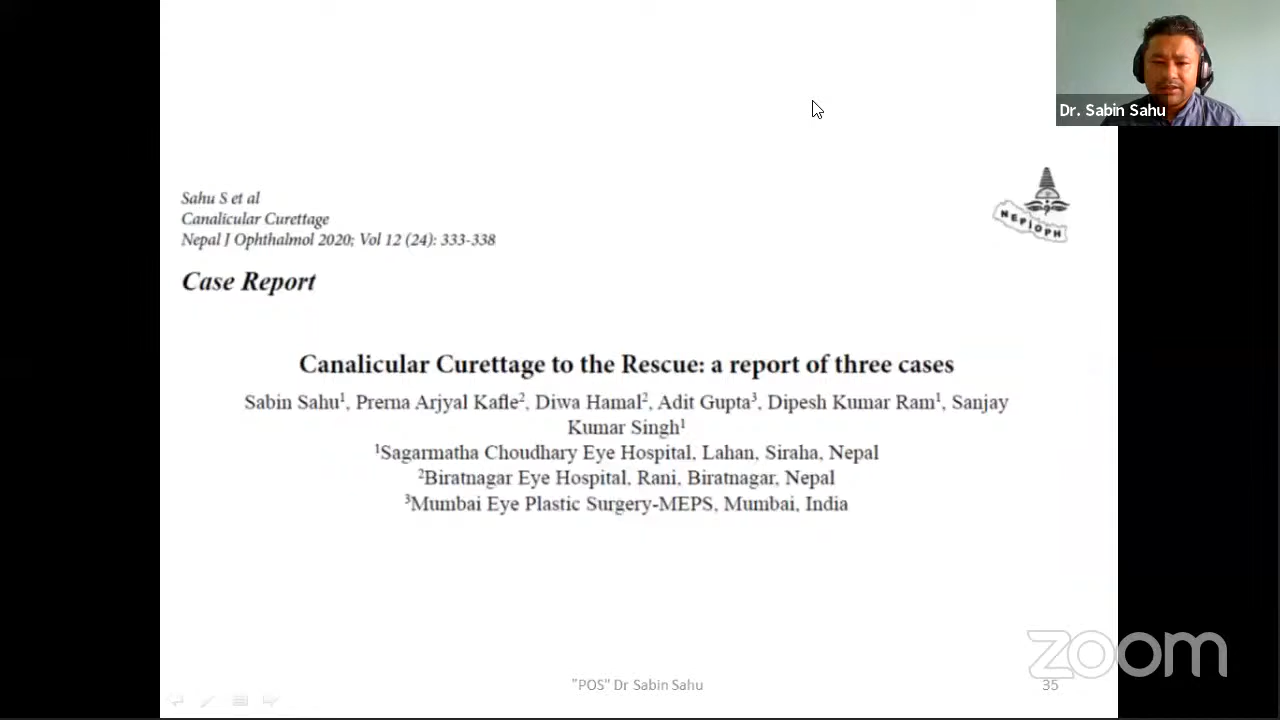 Dr. Sabin Sahu
Sahu S et al
Canalicular Curettage
Nepal J Ophthalmol 2020; Vol 12 (24): 333-338
NEPJOPH
Case Report
Canalicular Curettage to the Rescue: a report of three cases
Sabin Sahu¹, Prerna Arjyal Kafle², Diwa Hamal², Adit Gupta³, Dipesh Kumar Ram¹, Sanjay
Kumar Singh¹
¹Sagarmatha Choudhary Eye Hospital, Lahan, Siraha, Nepal
²Biratnagar Eye Hospital, Rani, Biratnagar, Nepal
³Mumbai Eye Plastic Surgery-MEPS, Mumbai, India
zoom
"POS" Dr Sabin Sahu
35